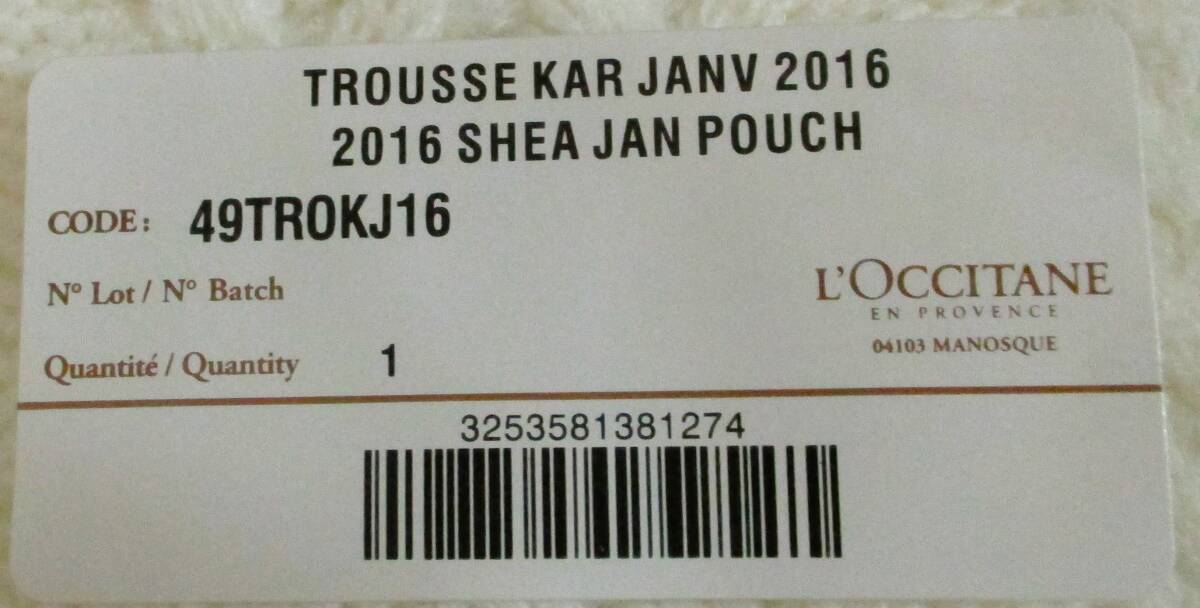 TROUSSE KAR JANV 2016
2016 SHEA JAN POUCH
CODE: 49TROKJ16
N° Lot / N° Batch
Quantité / Quantity 1
L'OCCITANE
EN PROVENCE
04103 MANOSQUE
3253581381274